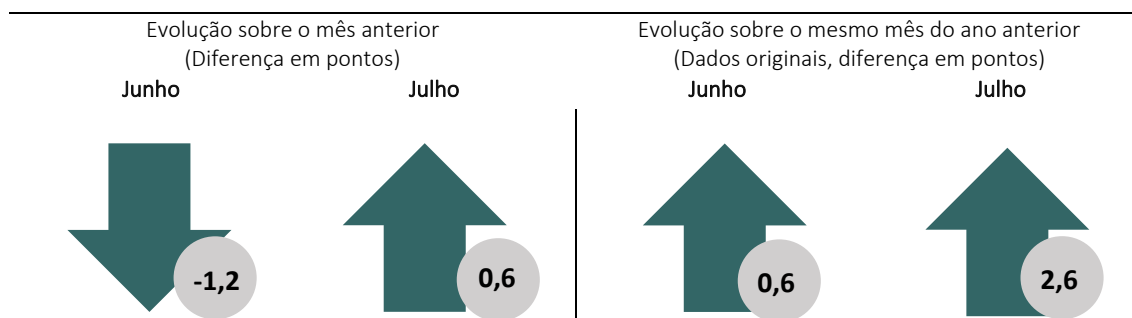 Evolução sobre o mês anterior
(Diferença em pontos)
Junho Julho
-1,2 0,6
Evolução sobre o mesmo mês do ano anterior
(Dados originais, diferença em pontos)
Junho Julho
0,6 2,6